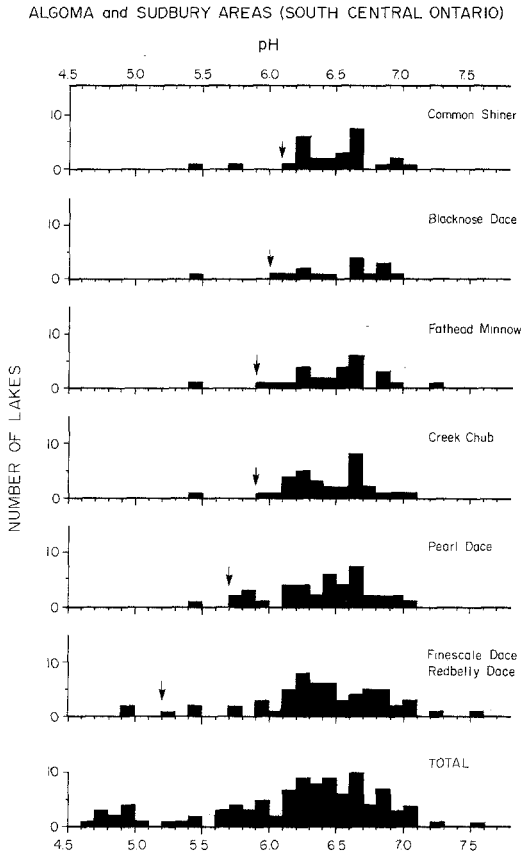 ALGOMA and SUDBURY AREAS (SOUTH CENTRAL ONTARIO)
pH
4.5 5.0 5.5 6.0 6.5 7.0 7.5
Common Shiner
10
0
Blacknose Dace
10
0
Fathead Minnow
10
0
Creek Chub
10
0
Pearl Dace
10
0
Finescale Dace
Redbelly Dace
10
0
TOTAL
10
0
4.5 5.0 5.5 6.0 6.5 7.0 7.5
NUMBER OF LAKES